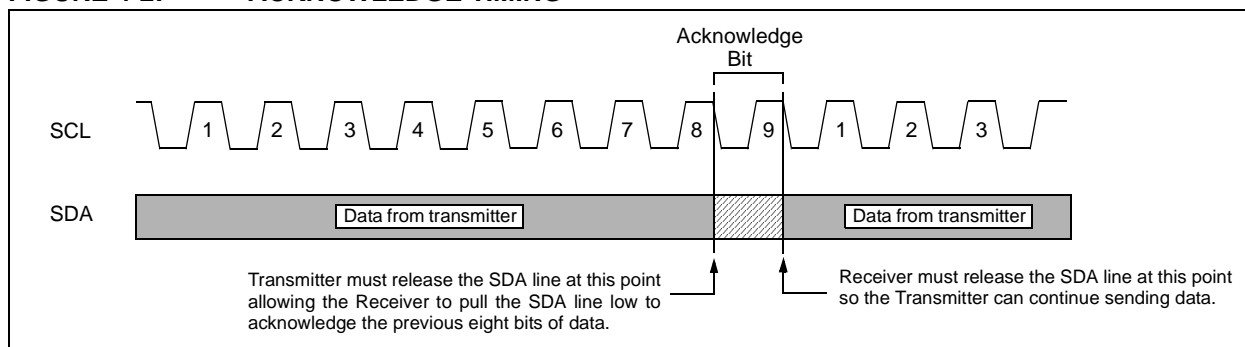 Acknowledge
Bit
SCL
1 2 3 4 5 6 7 8 9 1 2 3
SDA
Data from transmitter
Data from transmitter
Transmitter must release the SDA line at this point
allowing the Receiver to pull the SDA line low to
acknowledge the previous eight bits of data.
Receiver must release the SDA line at this point
so the Transmitter can continue sending data.